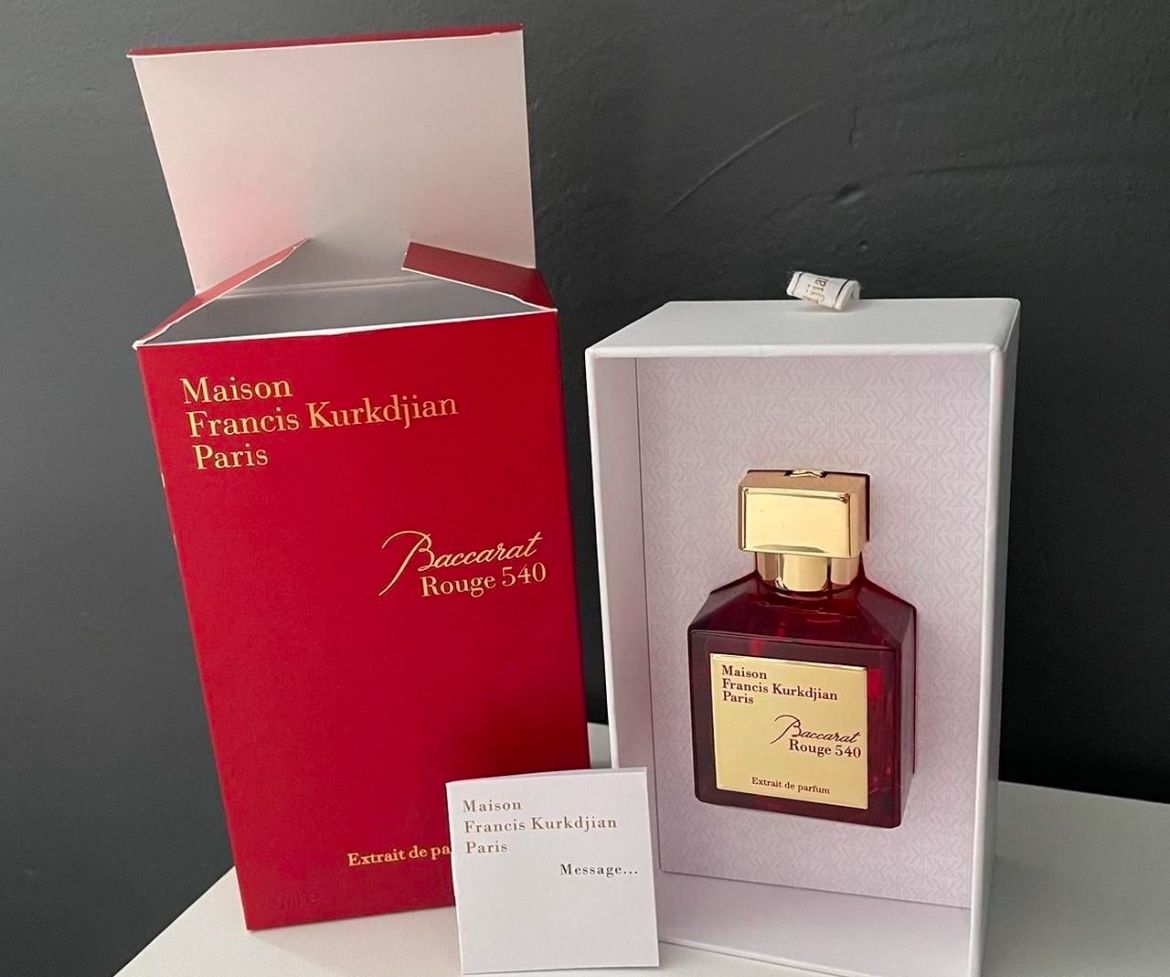 Maison
Francis Kurkdjian
Paris
Baccarat
Rouge 540
Extrait de
Maison
Francis Kurkdjian
Paris
Message...
Maison
Francis Kurkdjian
Paris
Baccarat
Rouge 540
Extrait de parfum